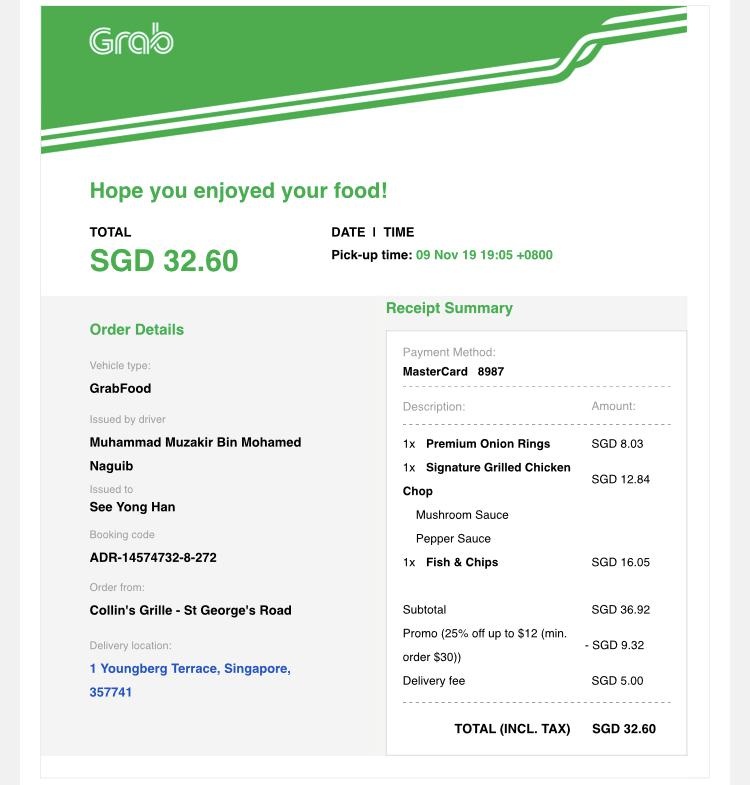 Grab
Hope you enjoyed your food!
TOTAL
SGD 32.60
DATE | TIME
Pick-up time: 09 Nov 19 19:05 +0800
Order Details
Vehicle type:
GrabFood
Issued by driver
Muhammad Muzakir Bin Mohamed
Naguib
Issued to
See Yong Han
Booking code
ADR-14574732-8-272
Order from:
Collin's Grille - St George's Road
Delivery location:
1 Youngberg Terrace, Singapore,
357741
Receipt Summary
Payment Method:
MasterCard 8987
Description: Amount:
1x Premium Onion Rings SGD 8.03
1x Signature Grilled Chicken
Chop SGD 12.84
Mushroom Sauce
Pepper Sauce
1x Fish & Chips SGD 16.05
Subtotal SGD 36.92
Promo (25% off up to $12 (min.
order $30)) - SGD 9.32
Delivery fee SGD 5.00
TOTAL (INCL. TAX) SGD 32.60